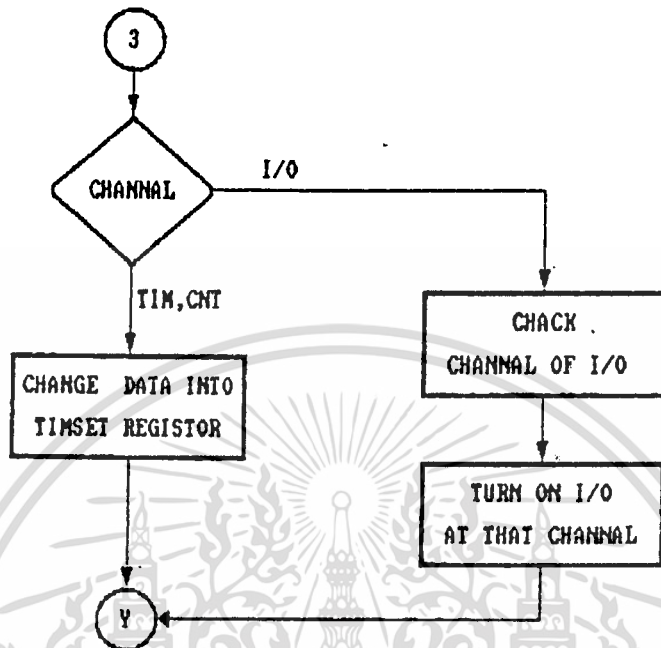 3
CHANNAL
I/O
TIM,CNT
CHANGE DATA INTO
TIMSET REGISTOR
CHACK
CHANNAL OF I/O
TURN ON I/O
AT THAT CHANNAL
Y